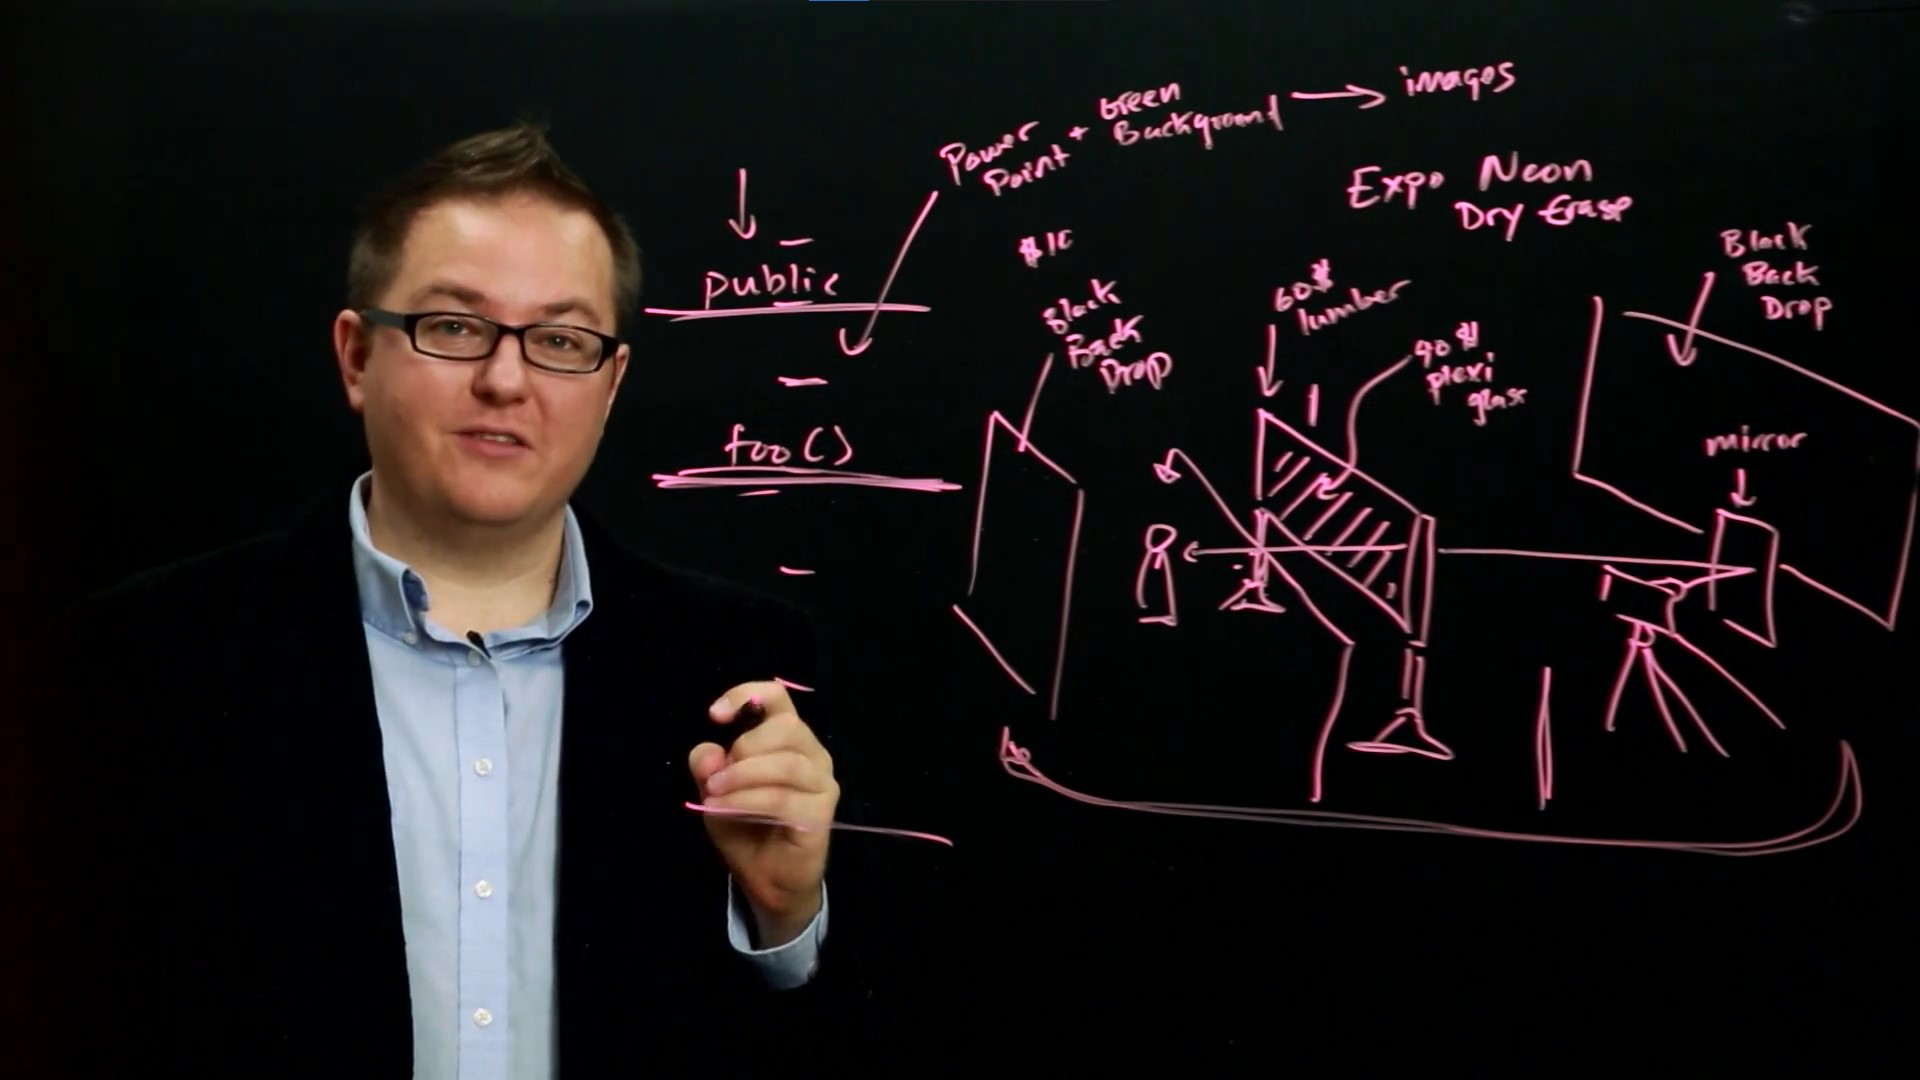 images
Power + Green
Point Background
Expo Neon
Dry Erase
public
foo()
$10
Black
Back
Drop
60$
lumber
40$
plexi
glass
Black
Back
Drop
mirror